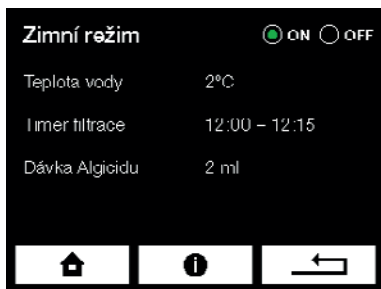 Zimní režim ON OFF
Teplota vody 2°C
Timer filtrace 12:00 – 12:15
Dávka Algicidu 2 ml